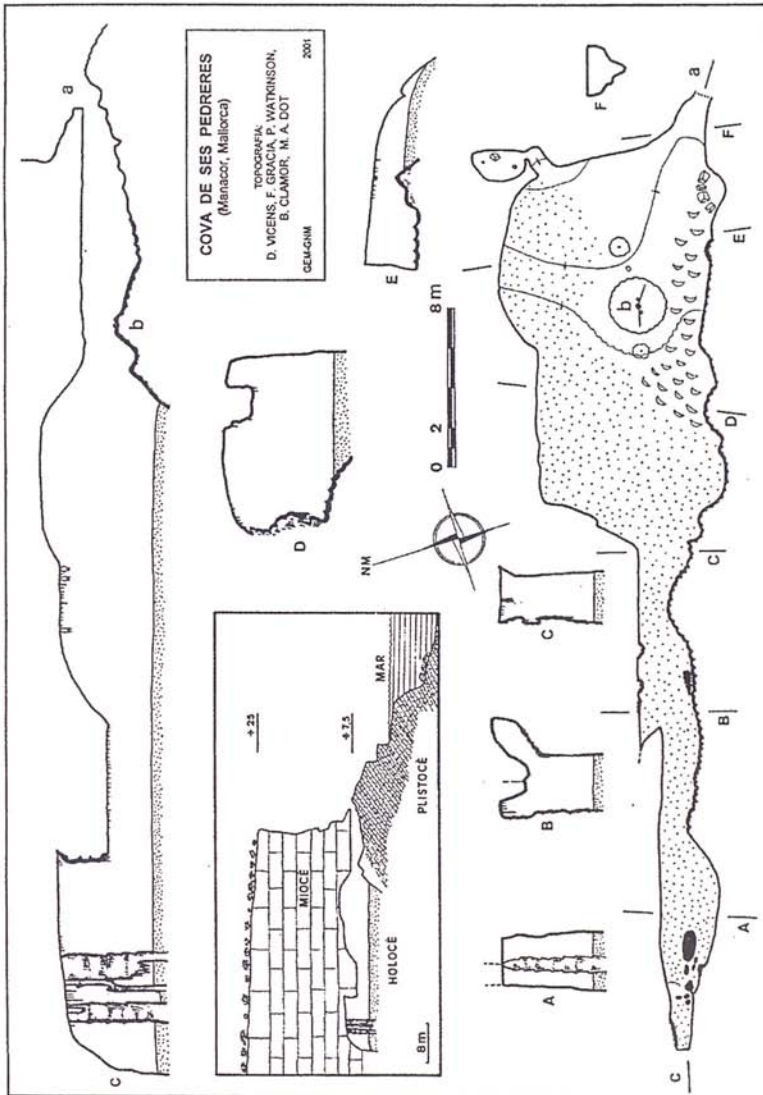 COVA DE SES PEDRERES
(Manacor, Mallorca)
TOPOGRAFIA:
D. VICENS, F. GRACIA, P. WATKINSON,
B. CLAMOR, M. A. DOT
GEM-GNM 2001
a
b
c
E
D
0 2 8m
NM
+25
+7,5
MIOCÈ
MAR
PLISTOCÈ
HOLOCÈ
8m
A
B
C
F
a
b
c
A
B
C
D
E
F